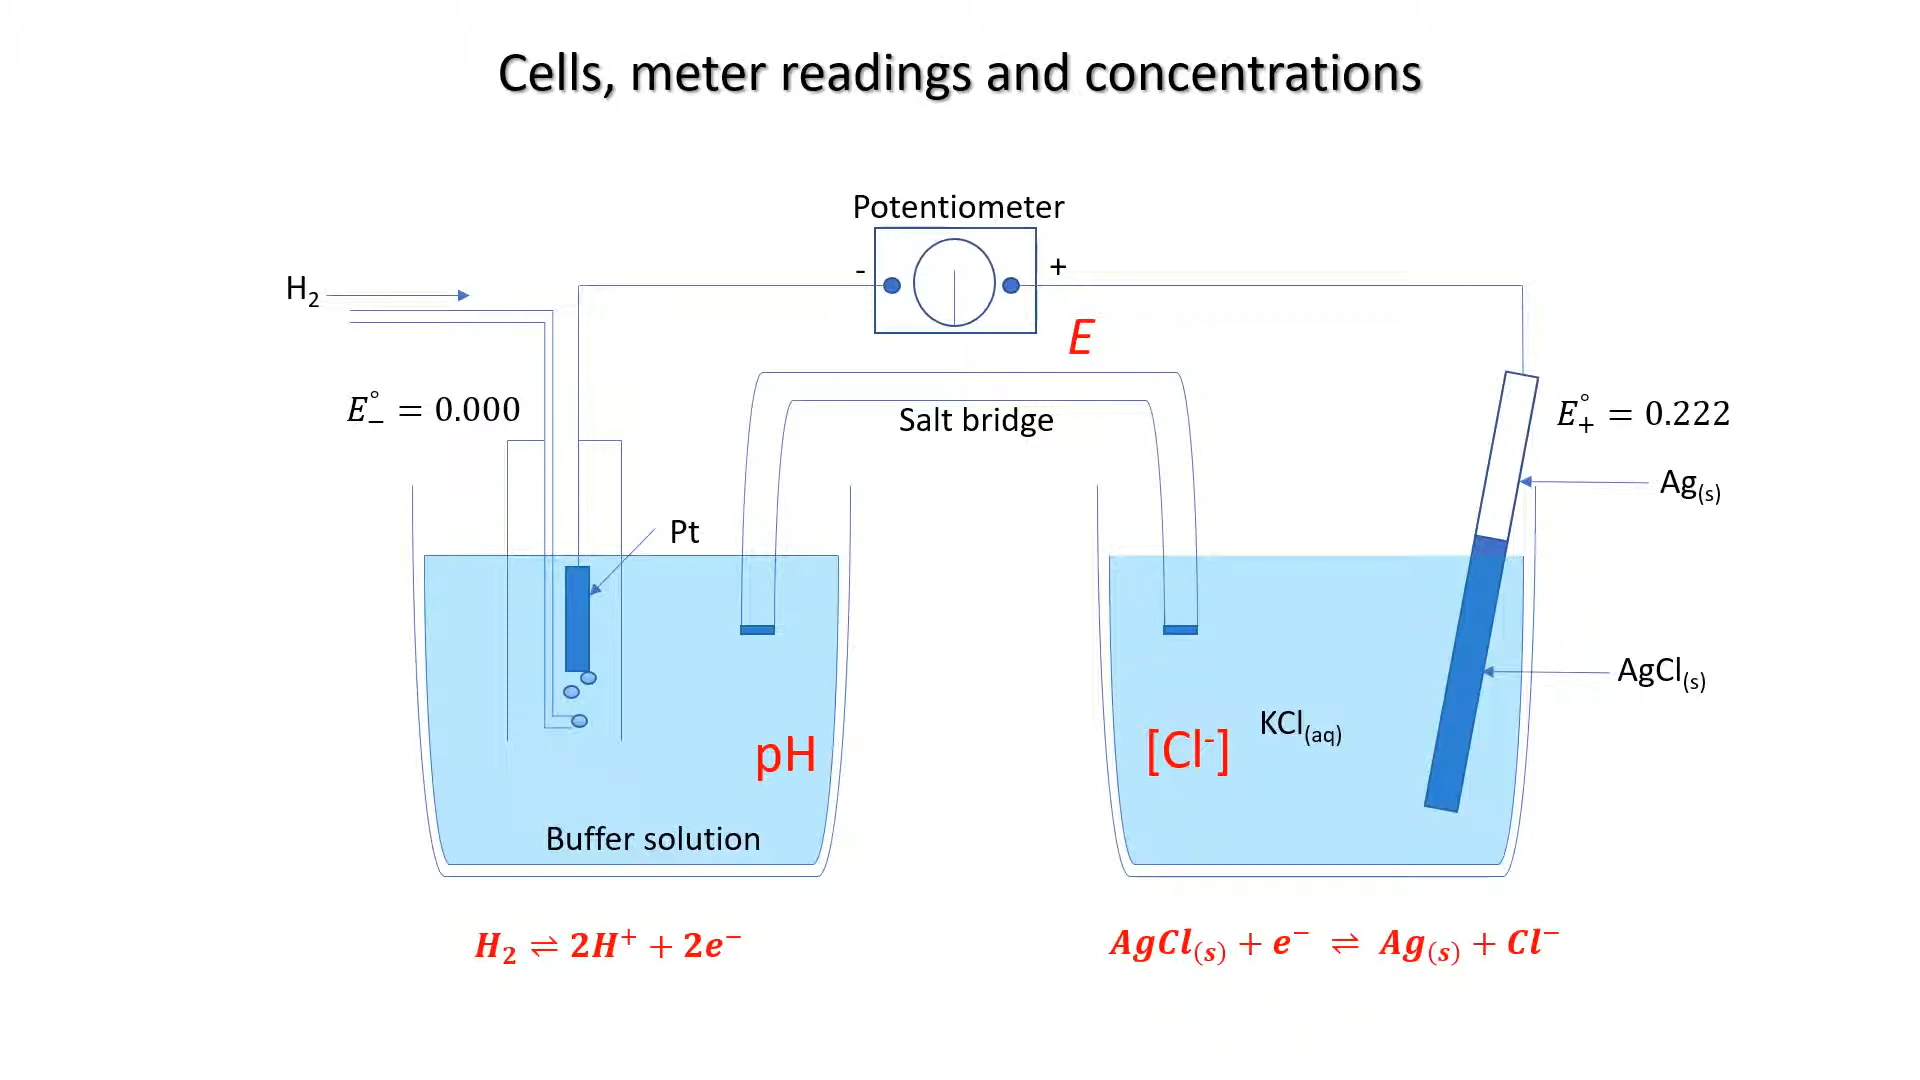 Cells, meter readings and concentrations
Potentiometer
- +
H₂
E
E°₋ = 0.000
Salt bridge
E°₊ = 0.222
Ag₍s₎
Pt
AgCl₍s₎
pH
[Cl⁻]
KCl₍aq₎
Buffer solution
H₂ ⇌ 2H⁺ + 2e⁻
AgCl₍s₎ + e⁻ ⇌ Ag₍s₎ + Cl⁻